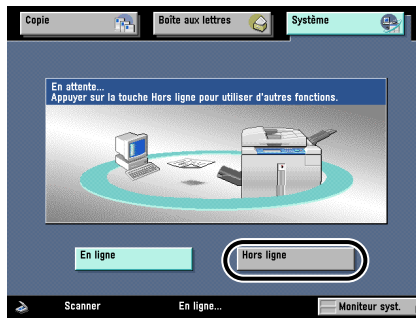 Copie
Boîte aux lettres
Système
En attente...
Appuyer sur la touche Hors ligne pour utiliser d'autres fonctions.
En ligne
Hors ligne
Scanner
En ligne...
Moniteur syst.